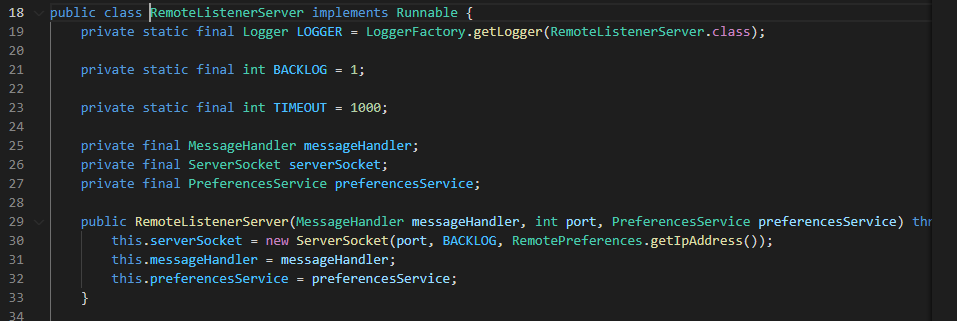 18 public class RemoteListenerServer implements Runnable {
19 private static final Logger LOGGER = LoggerFactory.getLogger(RemoteListenerServer.class);
20
21 private static final int BACKLOG = 1;
22
23 private static final int TIMEOUT = 1000;
24
25 private final MessageHandler messageHandler;
26 private final ServerSocket serverSocket;
27 private final PreferencesService preferencesService;
28
29 public RemoteListenerServer(MessageHandler messageHandler, int port, PreferencesService preferencesService) thr
30 this.serverSocket = new ServerSocket(port, BACKLOG, RemotePreferences.getIpAddress());
31 this.messageHandler = messageHandler;
32 this.preferencesService = preferencesService;
33 }
34